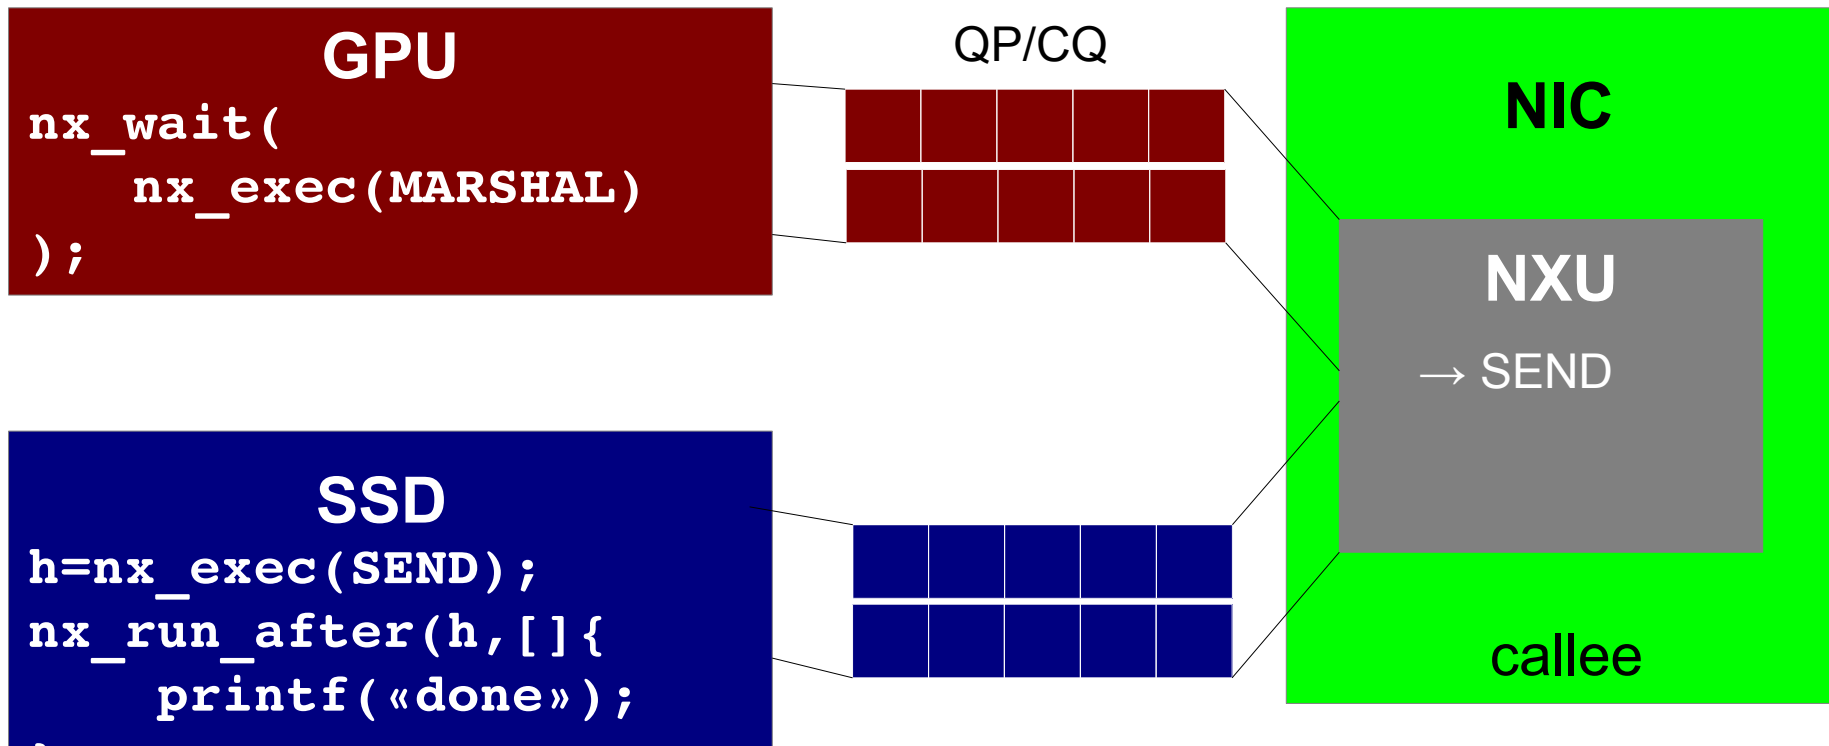 GPU
nx_wait(
nx_exec(MARSHAL)
);
QP/CQ
NIC
NXU
→ SEND
SSD
h=nx_exec(SEND);
nx_run_after(h,[]{
printf(«done»);
callee